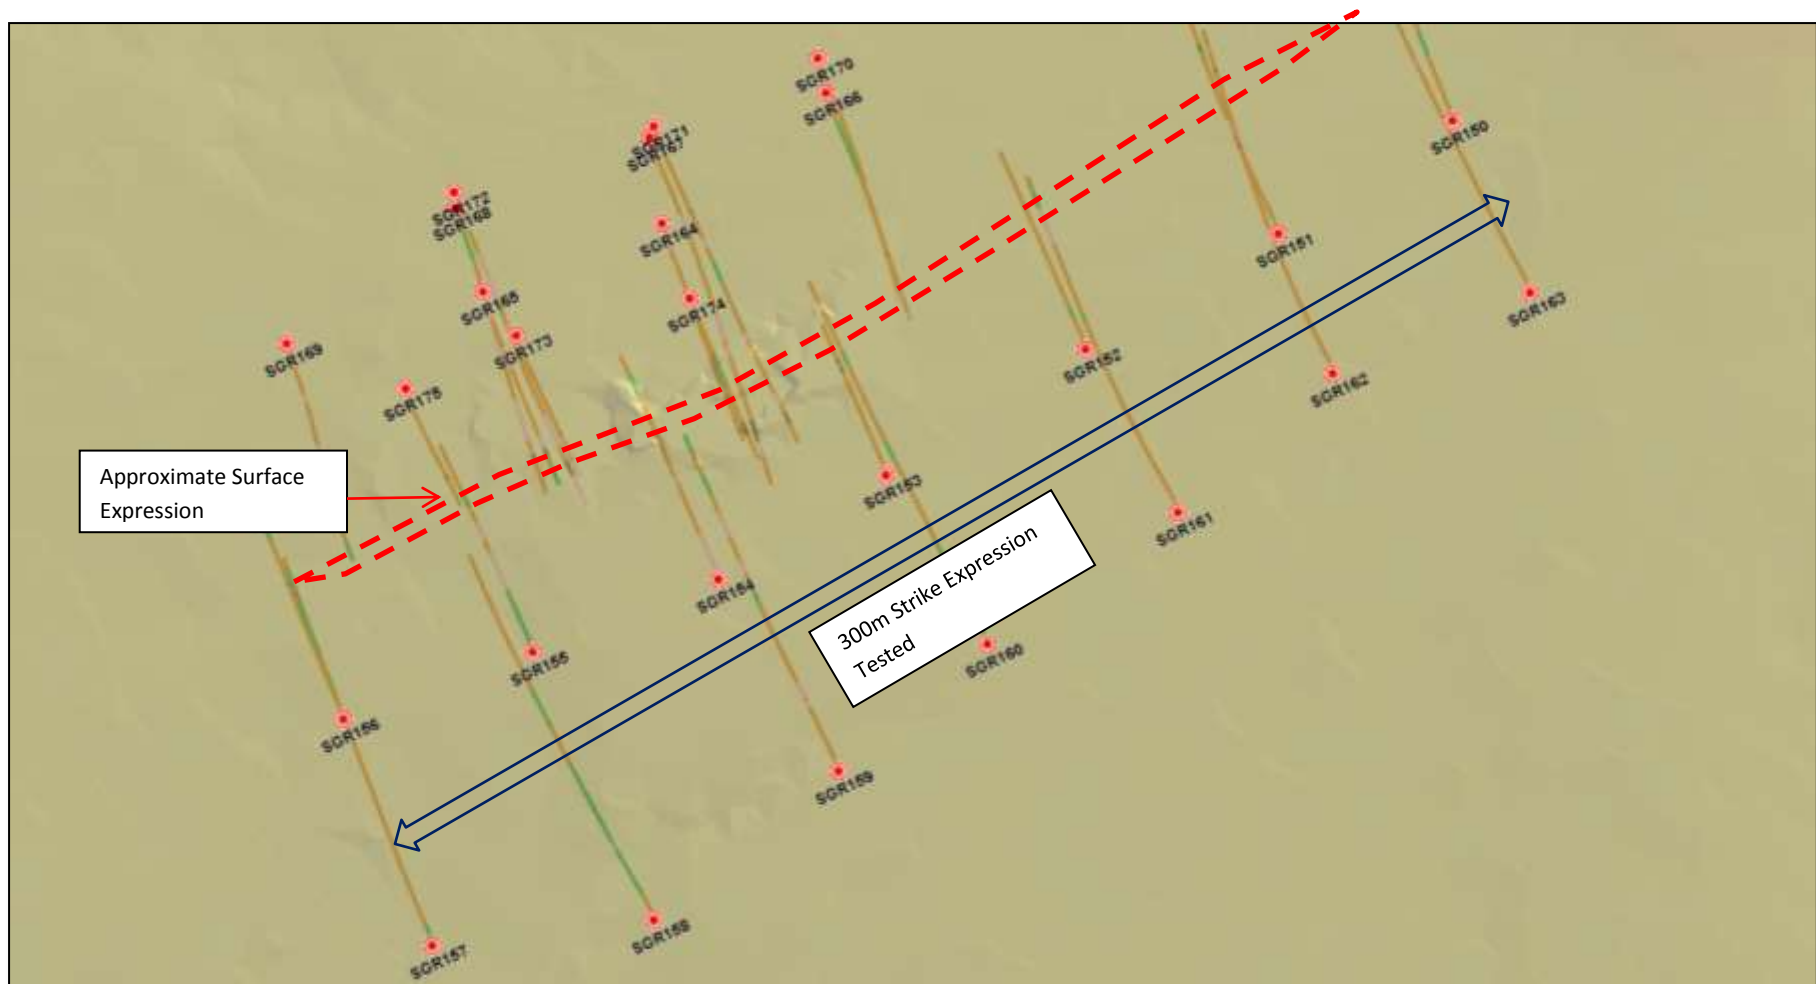 SGR170
SGR166
SGR171
SGR167
SGR150
SGR172
SGR168
SGR164
SGR151
SGR165
SGR174
SGR163
SGR169
SGR173
SGR152
SGR162
SGR175
Approximate Surface
Expression
SGR153
SGR161
300m Strike Expression
Tested
SGR154
SGR160
SGR155
SGR156
SGR159
SGR158
SGR157